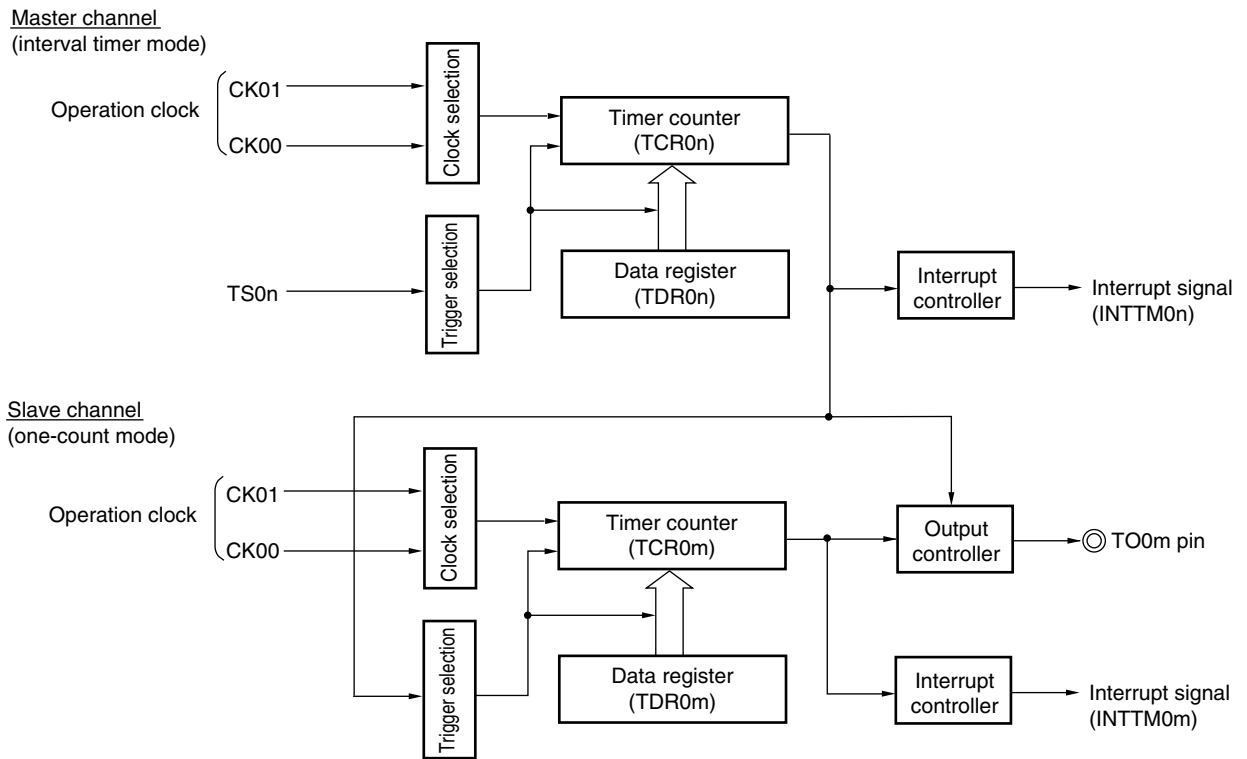 Master channel
(interval timer mode)
Operation clock
CK01
CK00
Clock selection
Timer counter
(TCR0n)
TS0n
Trigger selection
Data register
(TDR0n)
Interrupt
controller
Interrupt signal
(INTTM0n)
Slave channel
(one-count mode)
Operation clock
CK01
CK00
Clock selection
Timer counter
(TCR0m)
Output
controller
TO0m pin
Trigger selection
Data register
(TDR0m)
Interrupt
controller
Interrupt signal
(INTTM0m)